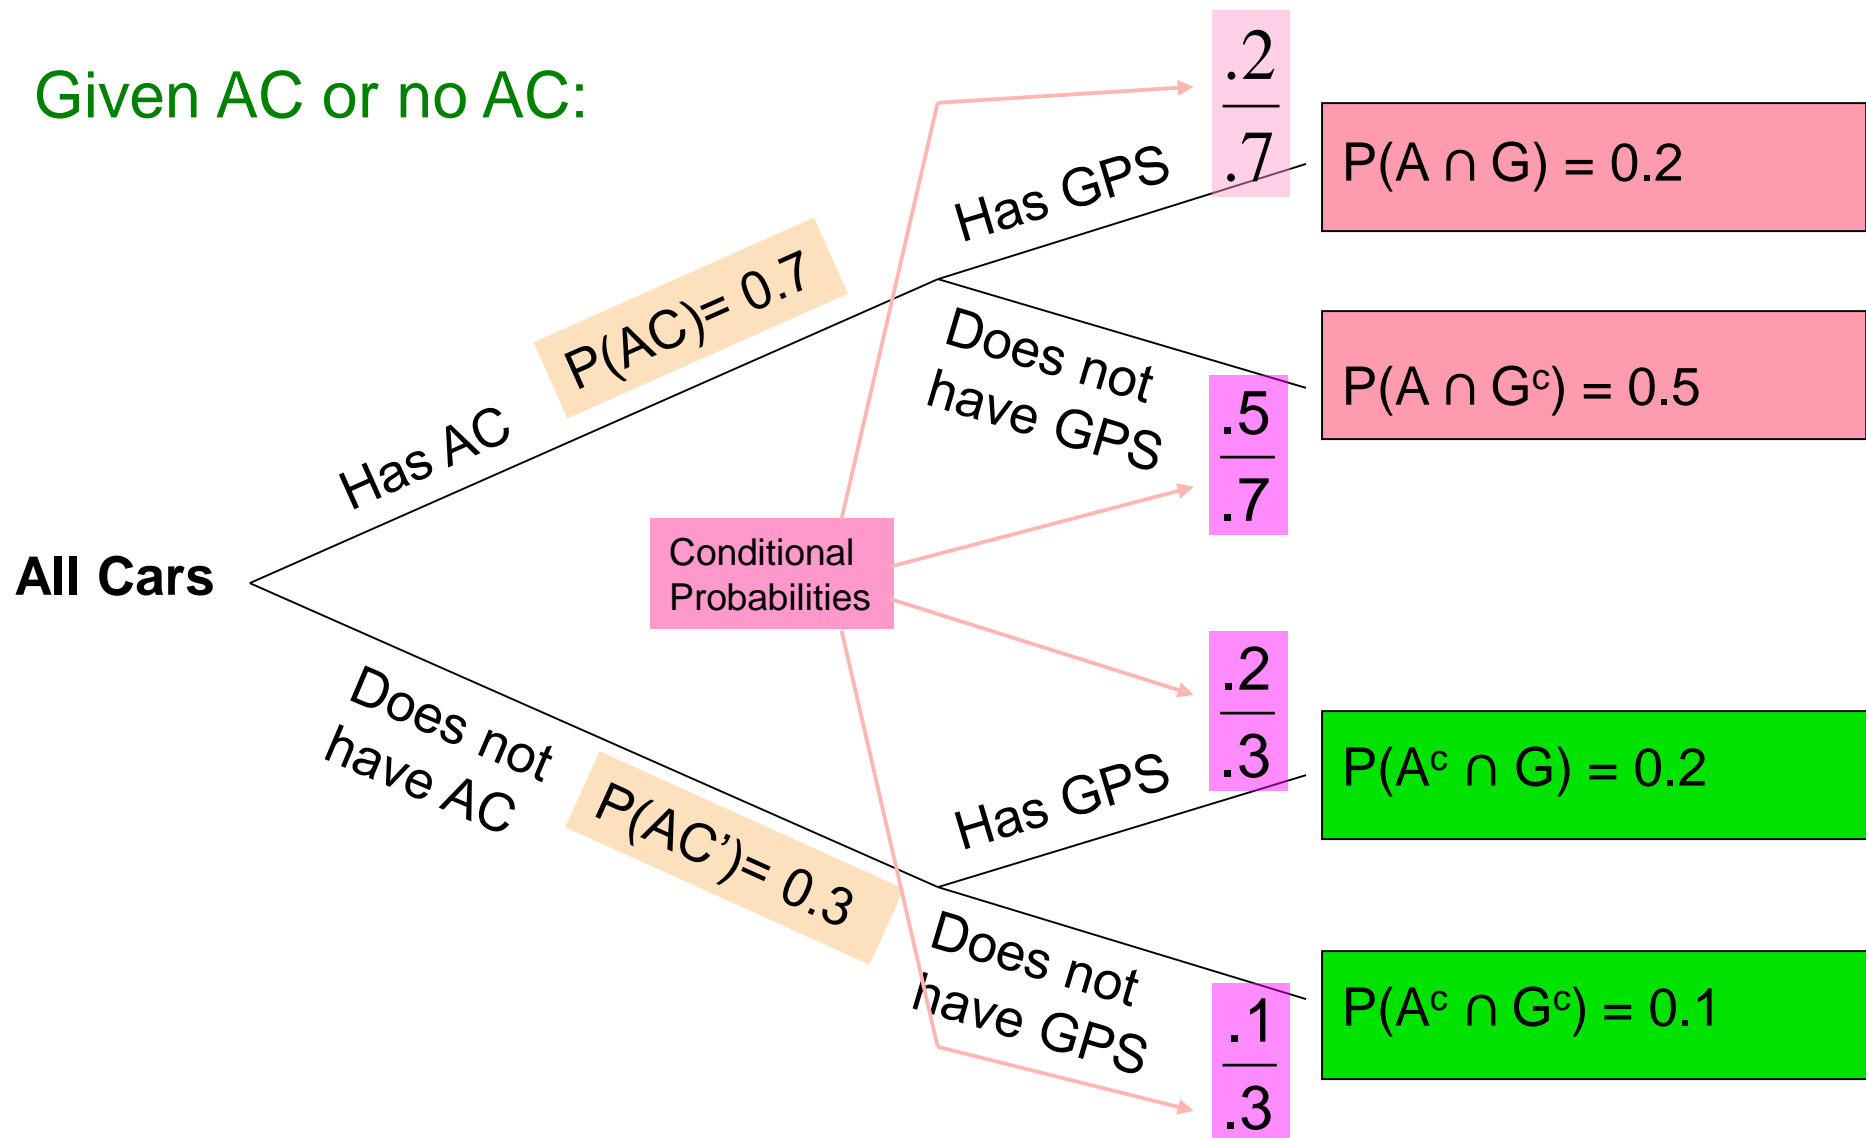 Given AC or no AC:
.2
.7
Has GPS
P(A ∩ G) = 0.2
P(AC)= 0.7
Has AC
Does not
have GPS
.5
.7
P(A ∩ Gᶜ) = 0.5
All Cars
Conditional
Probabilities
Does not
have AC
P(AC’)= 0.3
.2
.3
Has GPS
P(Aᶜ ∩ G) = 0.2
Does not
have GPS
.1
.3
P(Aᶜ ∩ Gᶜ) = 0.1